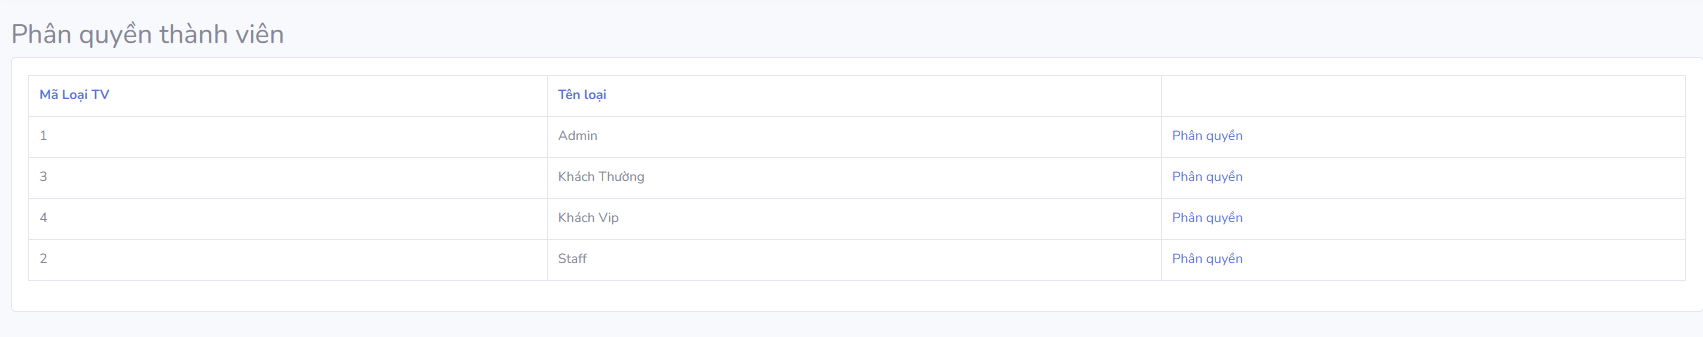 Phân quyền thành viên
Mã Loại TV Tên loại
1 Admin Phân quyền
3 Khách Thường Phân quyền
4 Khách Vip Phân quyền
2 Staff Phân quyền